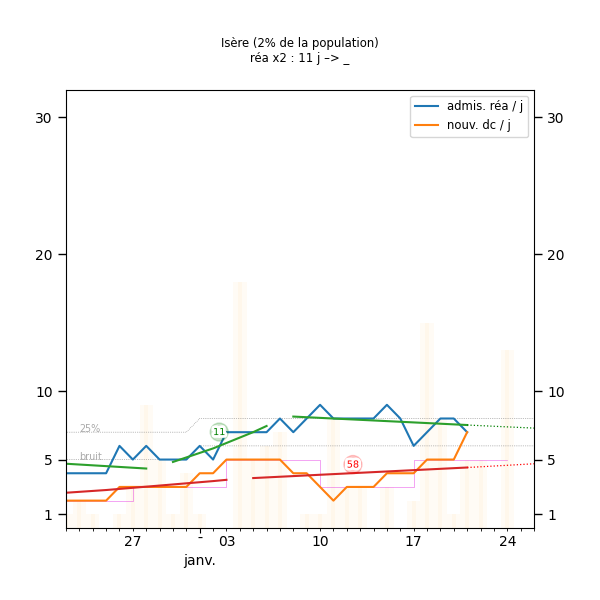 Isère (2% de la population)
réa x2 : 11 j –> _
admis. réa / j
nouv. dc / j
30 30
20 20
10 10
25%
11
bruit
58
5 5
1 1
27 - 03 10 17 24
janv.